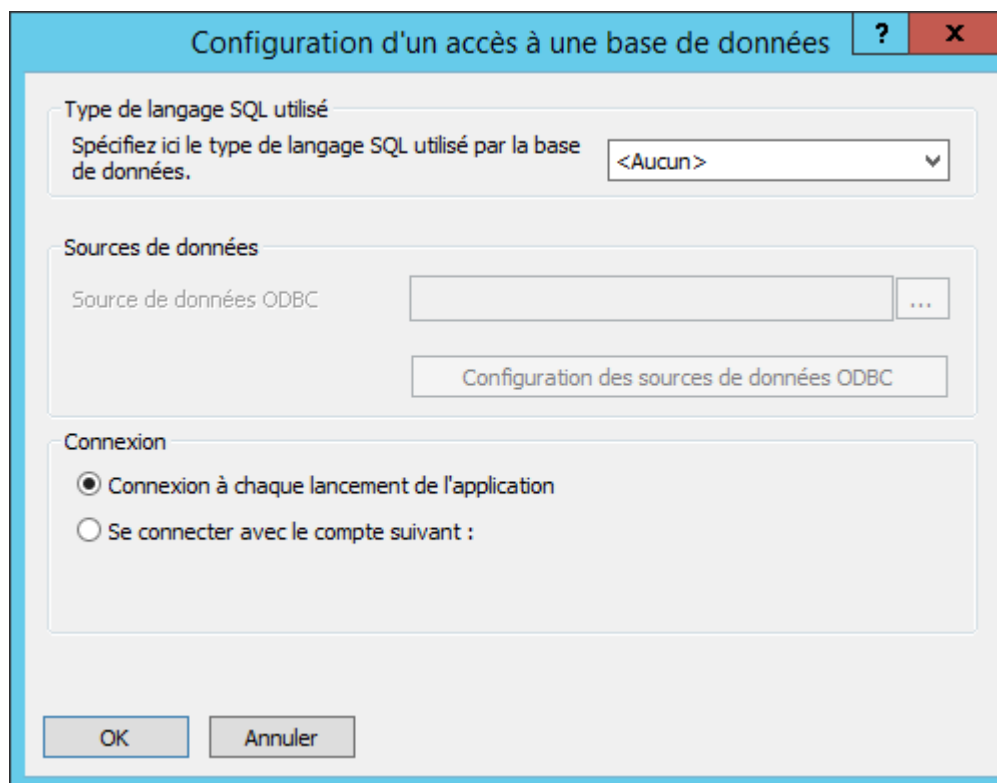 Configuration d'un accès à une base de données
?
x
Type de langage SQL utilisé
Spécifiez ici le type de langage SQL utilisé par la base
de données.
<Aucun>
Sources de données
Source de données ODBC
...
Configuration des sources de données ODBC
Connexion
Connexion à chaque lancement de l'application
Se connecter avec le compte suivant :
OK
Annuler